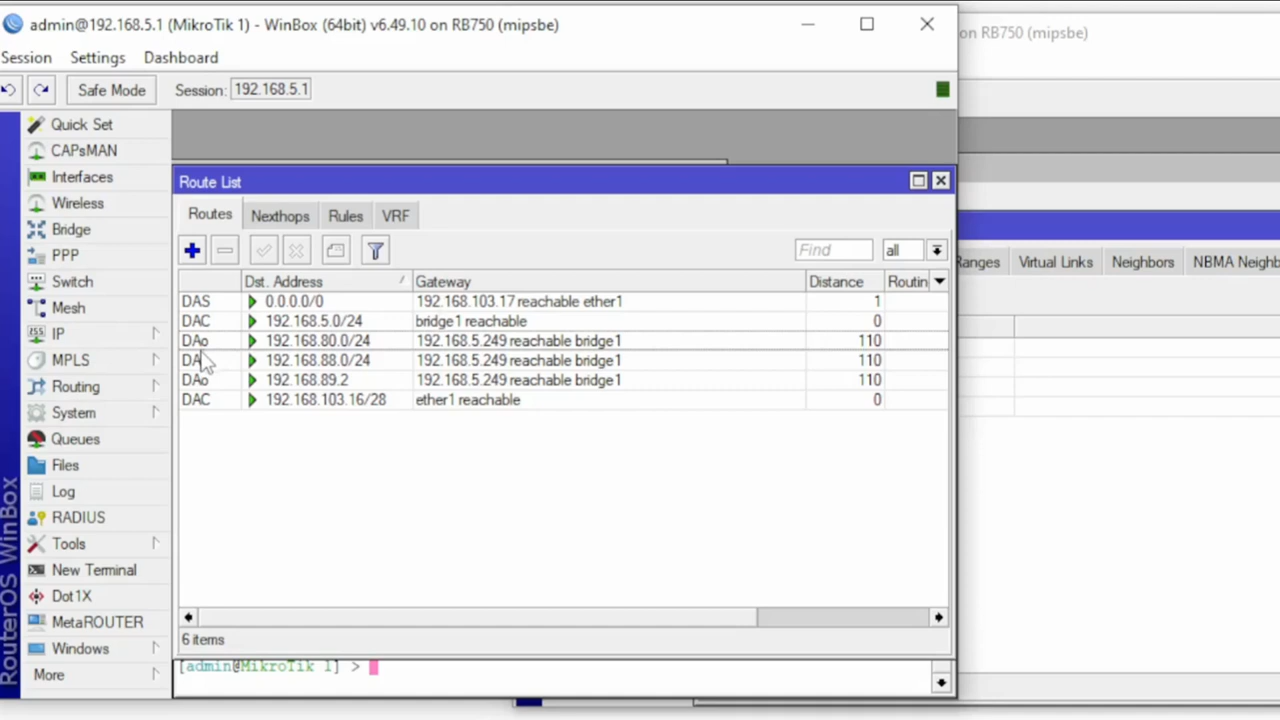 admin@192.168.5.1 (MikroTik 1) - WinBox (64bit) v6.49.10 on RB750 (mipsbe)
on RB750 (mipsbe)
Session Settings Dashboard
Safe Mode Session: 192.168.5.1
Quick Set
CAPsMAN
Interfaces
Wireless
Bridge
PPP
Switch
Mesh
IP
MPLS
Routing
System
Queues
Files
Log
RADIUS
Tools
New Terminal
Dot1X
MetaROUTER
Windows
More
RouterOS WinBox
Route List
Routes Nexthops Rules VRF
Find all
Dst. Address Gateway Distance Routin
DAS 0.0.0.0/0 192.168.103.17 reachable ether1 1
DAC 192.168.5.0/24 bridge1 reachable 0
DAo 192.168.80.0/24 192.168.5.249 reachable bridge1 110
DA 192.168.88.0/24 192.168.5.249 reachable bridge1 110
DAo 192.168.89.2 192.168.5.249 reachable bridge1 110
DAC 192.168.103.16/28 ether1 reachable 0
6 items
[admin@MikroTik 1] >
Ranges Virtual Links Neighbors NBMA Neighb